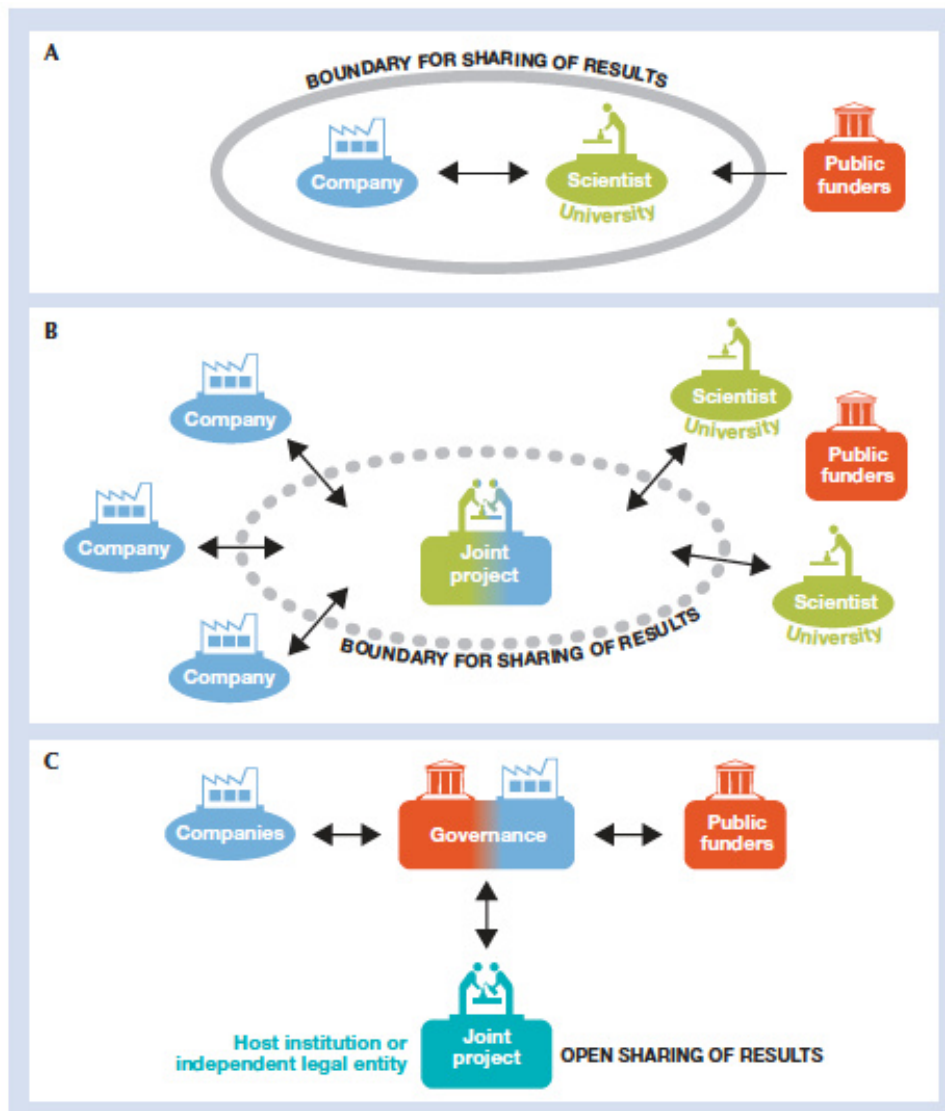 A
BOUNDARY FOR SHARING OF RESULTS
Company
Scientist
University
Public
funders
B
Company
Company
Company
Joint
project
Scientist
University
Public
funders
Scientist
University
BOUNDARY FOR SHARING OF RESULTS
C
Companies
Governance
Public
funders
Host institution or
independent legal entity
Joint
project
OPEN SHARING OF RESULTS